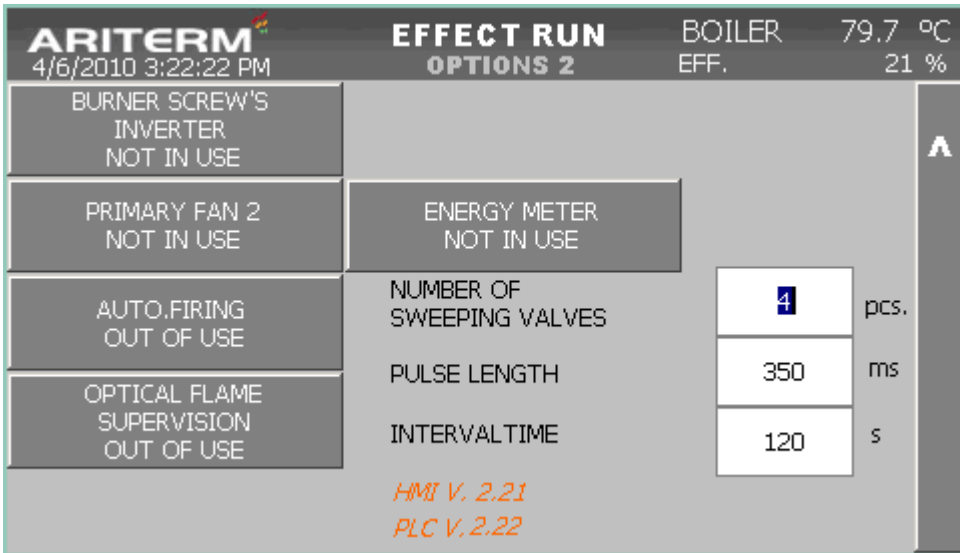 ARITERM
4/6/2010 3:22:22 PM
EFFECT RUN
OPTIONS 2
BOILER 79.7 ºC
EFF. 21 %
BURNER SCREW'S
INVERTER
NOT IN USE
Λ
PRIMARY FAN 2
NOT IN USE
ENERGY METER
NOT IN USE
AUTO.FIRING
OUT OF USE
NUMBER OF
SWEEPING VALVES 4 pcs.
OPTICAL FLAME
SUPERVISION
OUT OF USE
PULSE LENGTH 350 ms
INTERVALTIME 120 s
HMI V. 2.21
PLC V. 2.22